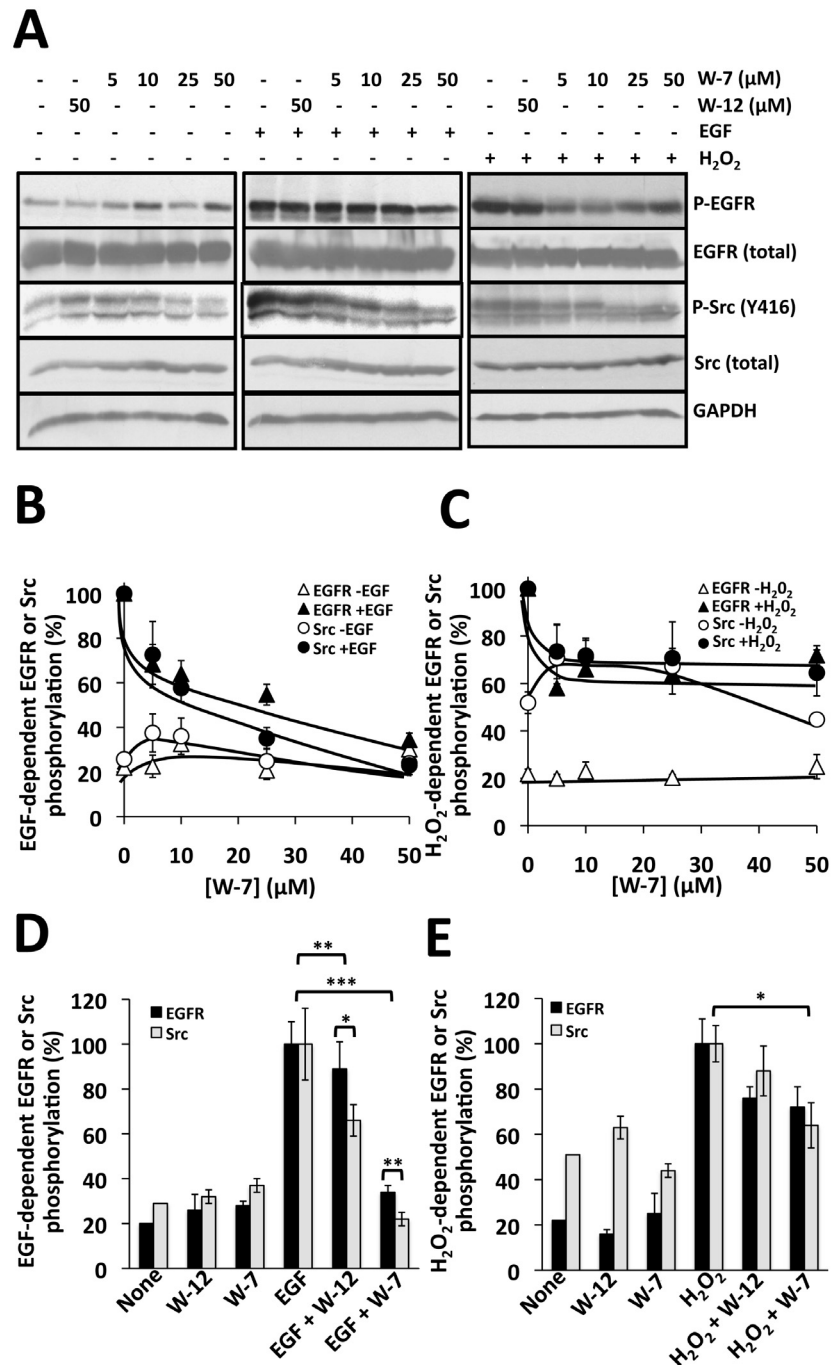 A
- - 5 10 25 50 - - 5 10 25 50 - - 5 10 25 50 W-7 (μM)
- 50 - - - - - 50 - - - - - 50 - - - - W-12 (μM)
- - - - - - + + + + + + - - - - - - EGF
- - - - - - - - - - - - + + + + + + H₂O₂
P-EGFR
EGFR (total)
P-Src (Y416)
Src (total)
GAPDH
B
EGF-dependent EGFR or Src
phosphorylation (%)
100
80
60
40
20
0
0 10 20 30 40 50
[W-7] (μM)
EGFR -EGF
EGFR +EGF
Src -EGF
Src +EGF
C
H₂O₂-dependent EGFR or Src
phosphorylation (%)
100
80
60
40
20
0
0 10 20 30 40 50
[W-7] (μM)
EGFR -H₂O₂
EGFR +H₂O₂
Src -H₂O₂
Src +H₂O₂
D
EGF-dependent EGFR or Src
phosphorylation (%)
120
100
80
60
40
20
0
EGFR
Src
**
***
*
**
None
W-12
W-7
EGF
EGF + W-12
EGF + W-7
E
H₂O₂-dependent EGFR or Src
phosphorylation (%)
120
100
80
60
40
20
0
EGFR
Src
*
None
W-12
W-7
H₂O₂
H₂O₂ + W-12
H₂O₂ + W-7